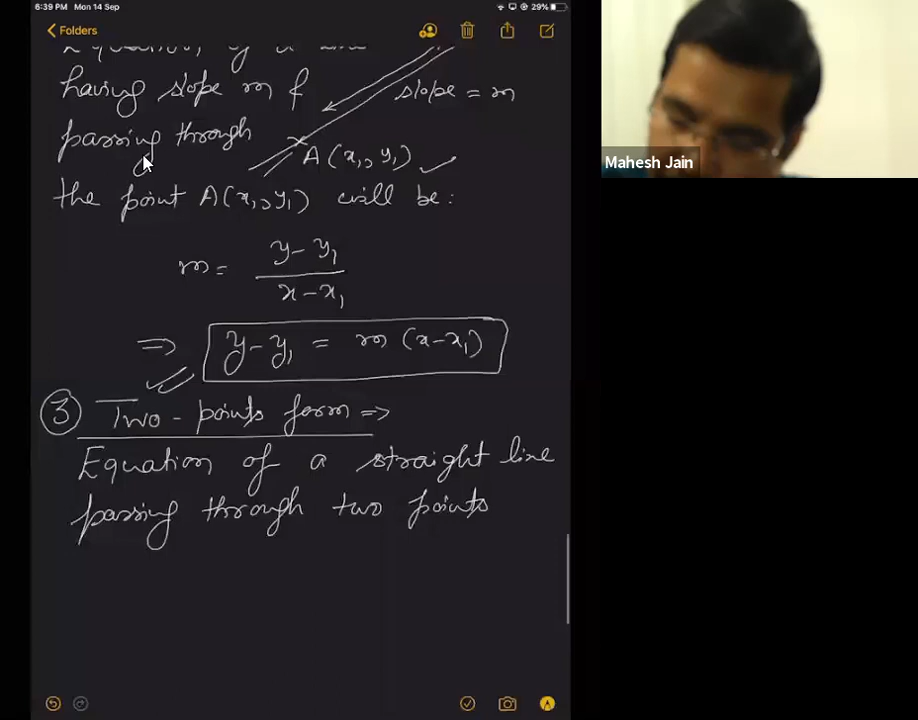 6:39 PM Mon 14 Sep
29%
Folders
having slope m &
slope = m
passing through
A(x₁, y₁)
the point A(x₁, y₁) will be:
m = y - y₁ / x - x₁
⇒ y - y₁ = m (x - x₁)
③ Two - points form ⇒
Equation of a straight line
passing through two points
Mahesh Jain